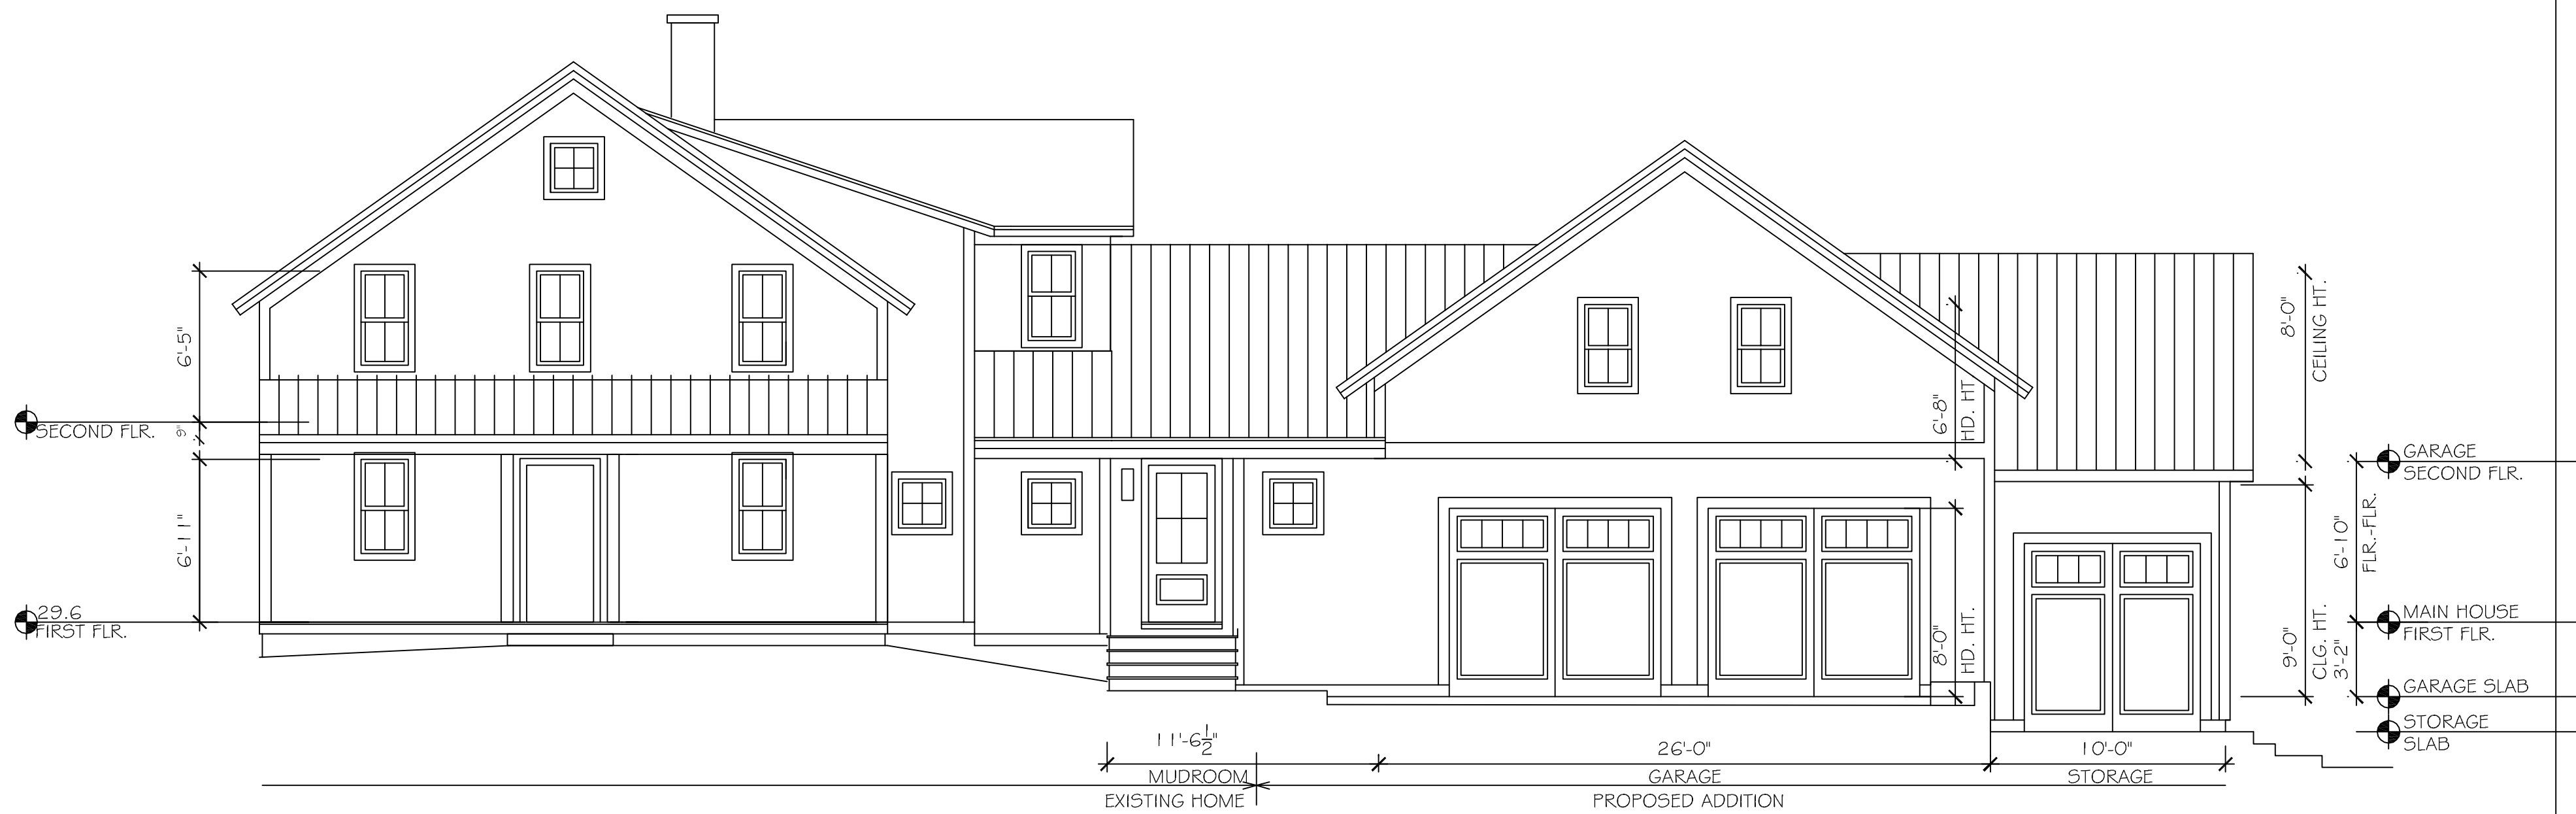 6'-5"
SECOND FLR.
9"
6'-11"
29.6
FIRST FLR.
11'-6½"
MUDROOM
EXISTING HOME
26'-0"
GARAGE
PROPOSED ADDITION
10'-0"
STORAGE
6'-8"
HD. HT
8'-0"
HD. HT.
8'-0"
CEILING HT.
9'-0"
CLG. HT.
6'-10"
FLR.-FLR.
3'-2"
GARAGE
SECOND FLR.
MAIN HOUSE
FIRST FLR.
GARAGE SLAB
STORAGE
SLAB